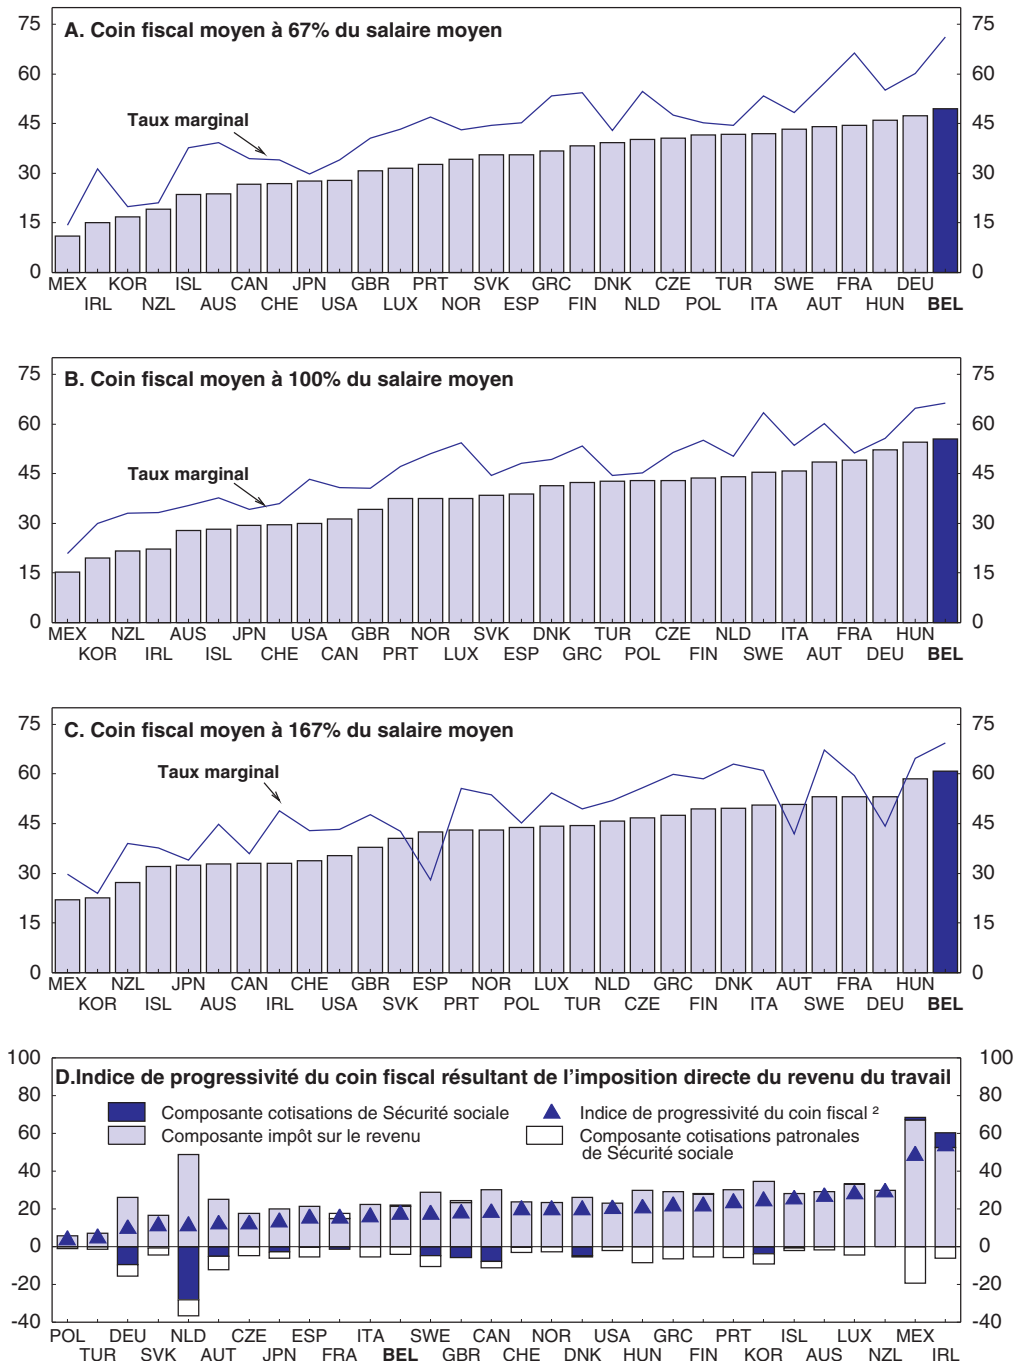 A. Coin fiscal moyen à 67% du salaire moyen
75 75
60 60
Taux marginal
45 45
30 30
15 15
0 0
MEX KOR ISL CAN JPN GBR PRT SVK GRC DNK CZE TUR SWE FRA DEU
IRL NZL AUS CHE USA LUX NOR ESP FIN NLD POL ITA AUT HUN BEL
B. Coin fiscal moyen à 100% du salaire moyen
75 75
60 60
Taux marginal
45 45
30 30
15 15
0 0
MEX NZL AUS JPN USA GBR NOR SVK DNK TUR CZE NLD ITA FRA HUN
KOR IRL ISL CHE CAN PRT LUX ESP GRC POL FIN SWE AUT DEU BEL
C. Coin fiscal moyen à 167% du salaire moyen
75 75
Taux marginal
60 60
45 45
30 30
15 15
0 0
MEX NZL JPN CAN CHE GBR ESP NOR LUX NLD GRC DNK AUT FRA HUN
KOR ISL AUS IRL USA SVK PRT POL TUR CZE FIN ITA SWE DEU BEL
100 100
D.Indice de progressivité du coin fiscal résultant de l'imposition directe du revenu du travail
80 80
Composante cotisations de Sécurité sociale
Indice de progressivité du coin fiscal ²
Composante impôt sur le revenu
Composante cotisations patronales
de Sécurité sociale
60 60
40 40
20 20
0 0
-20 -20
-40 -40
POL DEU NLD CZE ESP ITA SWE CAN NOR USA GRC PRT ISL LUX MEX
TUR SVK AUT JPN FRA BEL GBR CHE DNK HUN FIN KOR AUS NZL IRL